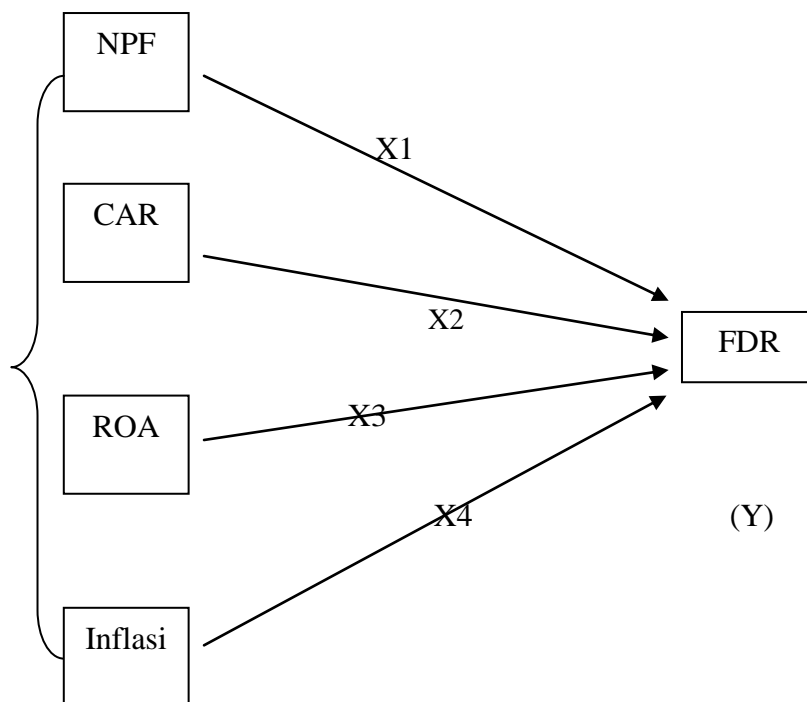 NPF
X1
CAR
X2
FDR
ROA
X3
X4
(Y)
Inflasi